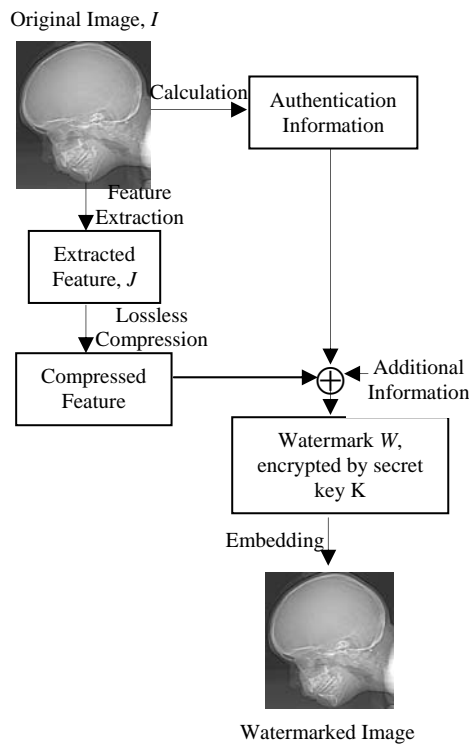 Original Image, I
Calculation
Authentication
Information
Feature
Extraction
Extracted
Feature, J
Lossless
Compression
Compressed
Feature
Additional
Information
Watermark W,
encrypted by secret
key K
Embedding
Watermarked Image